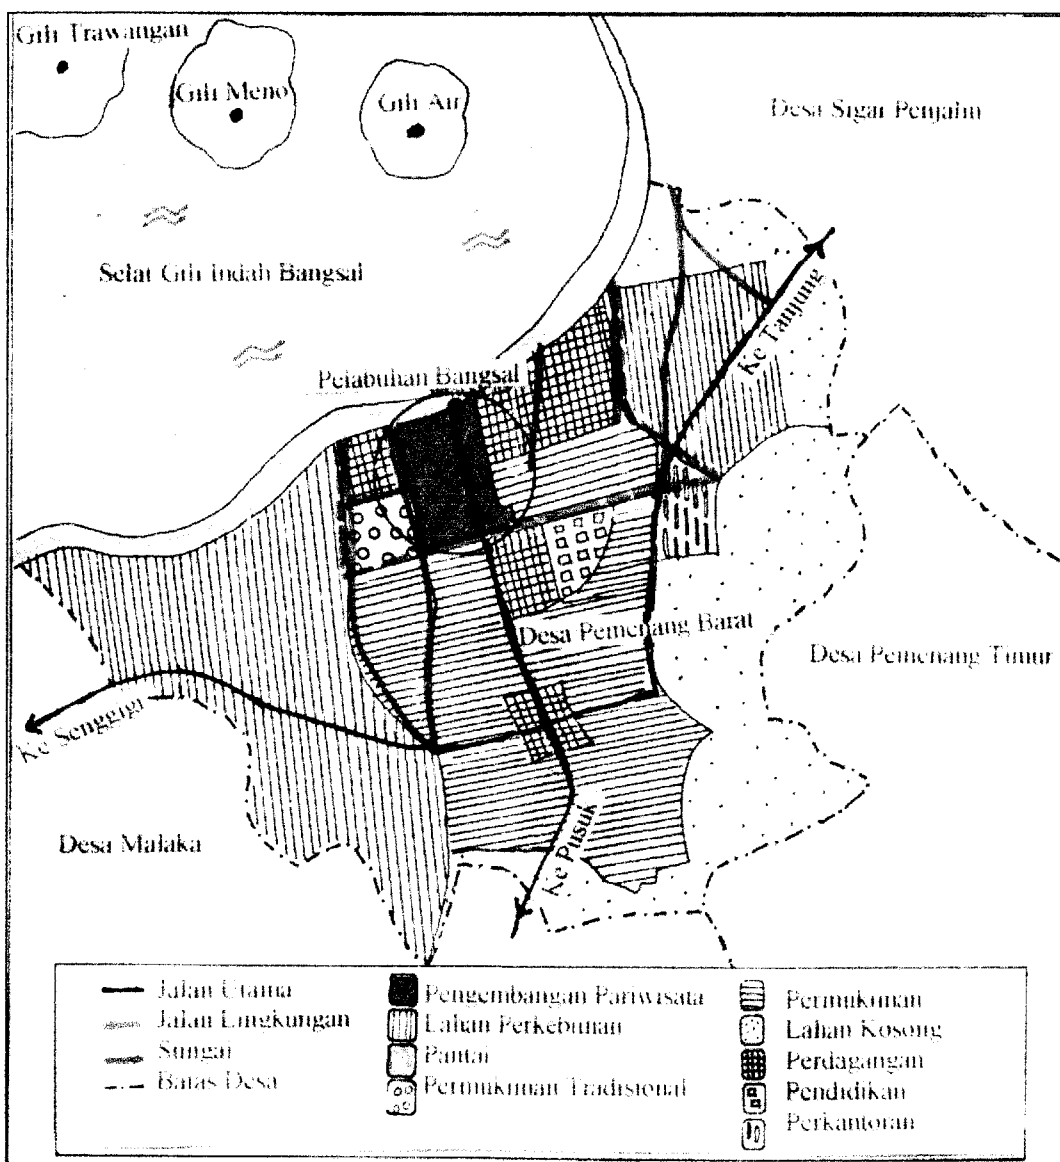 Gili Trawangan
Gili Meno
Gili Air
Desa Sigar Penjalin
Selat Gili Indah Bangsal
Ke Tanjung
Pelabuhan Bangsal
Desa Pemenang Barat
Desa Pemenang Timur
Ke Senggigi
Desa Malaka
Ke Pusuk
Jalan Utama
Jalan Lingkungan
Sungai
Batas Desa
Pengembangan Pariwisata
Lahan Perkebunan
Pantai
Permukiman Tradisional
Permukiman
Lahan Kosong
Perdagangan
Pendidikan
Perkantoran